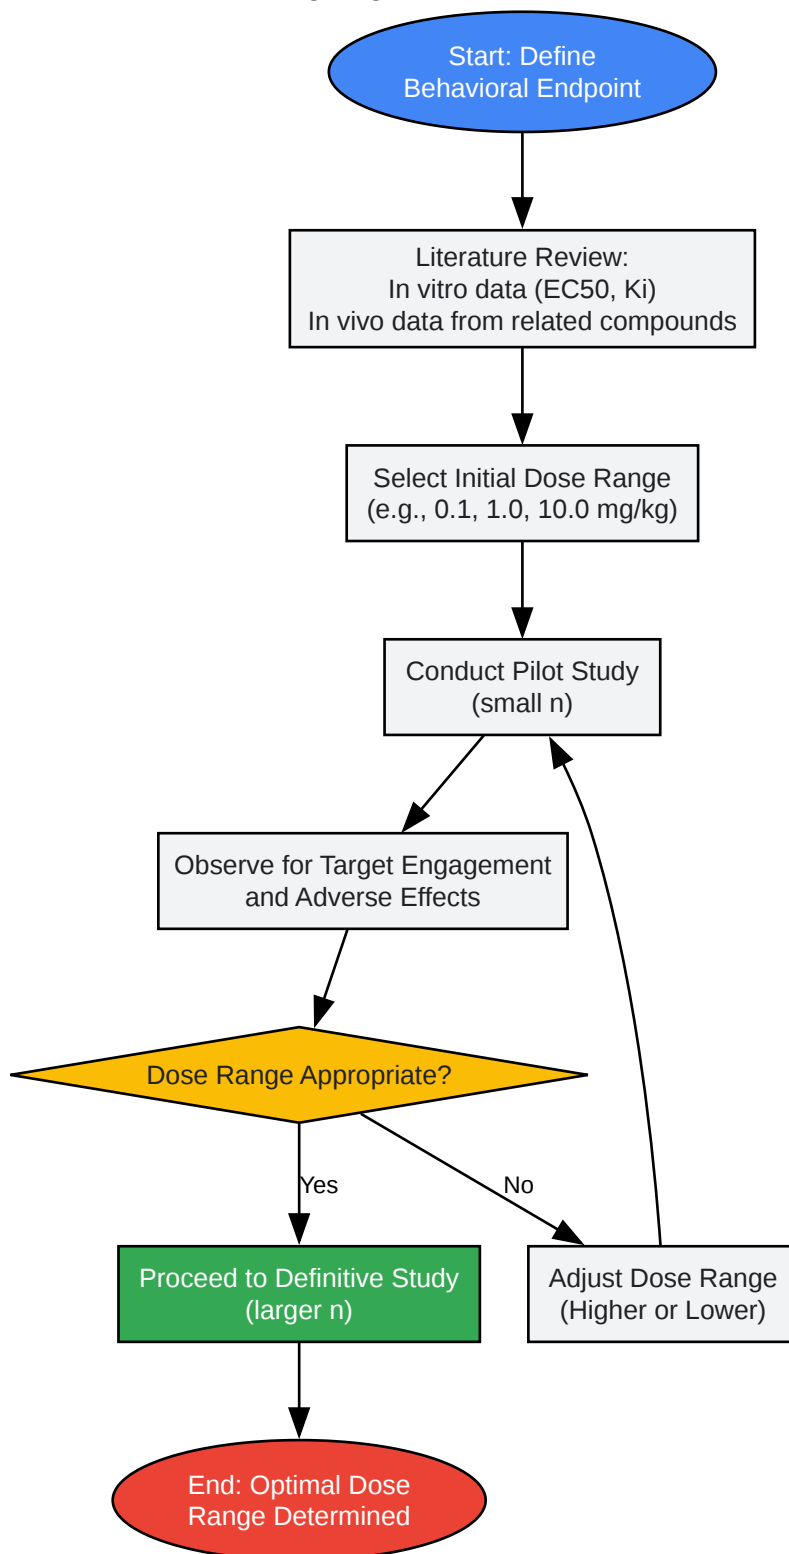 Start: Define
Behavioral Endpoint
Literature Review:
In vitro data (EC50, Ki)
In vivo data from related compounds
Select Initial Dose Range
(e.g., 0.1, 1.0, 10.0 mg/kg)
Conduct Pilot Study
(small n)
Observe for Target Engagement
and Adverse Effects
Dose Range Appropriate?
Yes
No
Proceed to Definitive Study
(larger n)
Adjust Dose Range
(Higher or Lower)
End: Optimal Dose
Range Determined